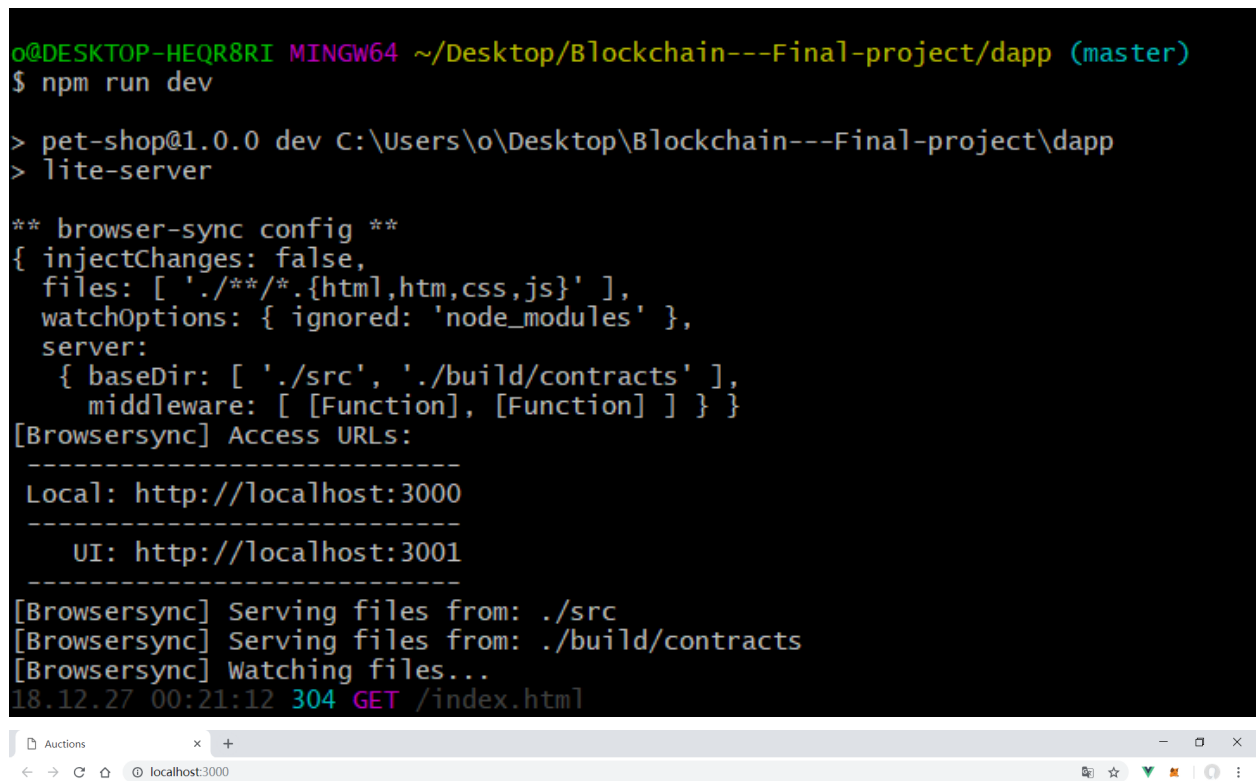 o@DESKTOP-HEQR8RI MINGW64 ~/Desktop/Blockchain---Final-project/dapp (master)
$ npm run dev
> pet-shop@1.0.0 dev C:\Users\o\Desktop\Blockchain---Final-project\dapp
> lite-server
** browser-sync config **
{ injectChanges: false,
  files: [ './**/*.{html,htm,css,js}' ],
  watchOptions: { ignored: 'node_modules' },
  server:
   { baseDir: [ './src', './build/contracts' ],
     middleware: [ [Function], [Function] ] } }
[Browsersync] Access URLs:
 ----------------------------
 Local: http://localhost:3000
 ----------------------------
    UI: http://localhost:3001
 ----------------------------
[Browsersync] Serving files from: ./src
[Browsersync] Serving files from: ./build/contracts
[Browsersync] Watching files...
18.12.27 00:21:12 304 GET /index.html
Auctions
localhost:3000